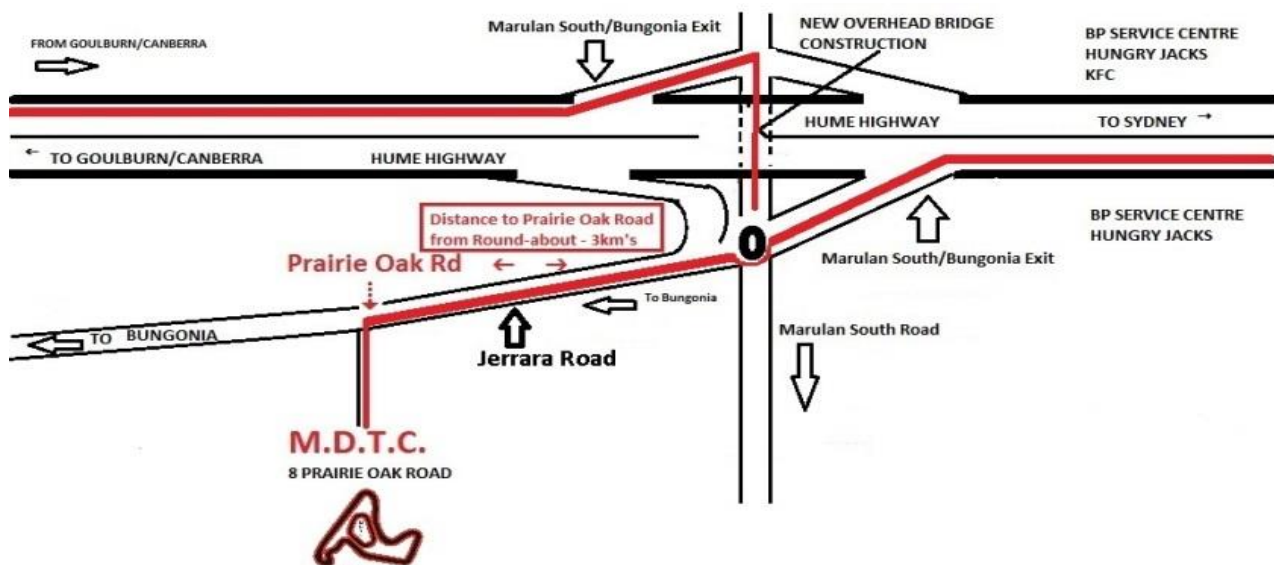 Marulan South/Bungonia Exit
NEW OVERHEAD BRIDGE
CONSTRUCTION
BP SERVICE CENTRE
HUNGRY JACKS
KFC
FROM GOULBURN/CANBERRA
HUME HIGHWAY
TO SYDNEY →
← TO GOULBURN/CANBERRA
HUME HIGHWAY
Distance to Prairie Oak Road
from Round-about - 3km's
BP SERVICE CENTRE
HUNGRY JACKS
Prairie Oak Rd
← →
O
Marulan South/Bungonia Exit
To Bungonia
TO BUNGONIA
Marulan South Road
Jerrara Road
M.D.T.C.
8 PRAIRIE OAK ROAD